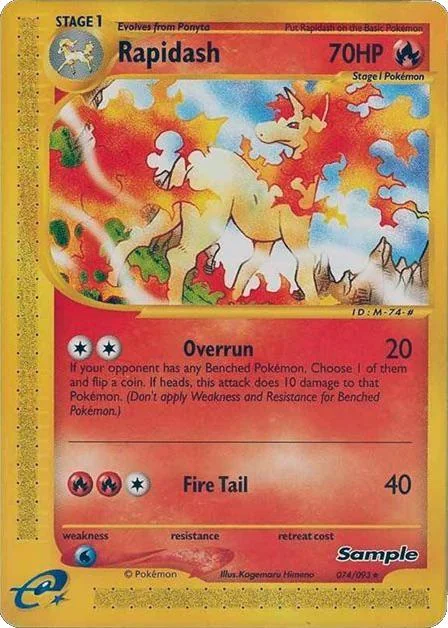 STAGE 1
Evolves from Ponyta
Put Rapidash on the Basic Pokémon
Rapidash
70HP
Stage 1 Pokémon
ID: M-74-#
Overrun 20
If your opponent has any Benched Pokémon, Choose 1 of them
and flip a coin. If heads, this attack does 10 damage to that
Pokémon. (Don't apply Weakness and Resistance for Benched
Pokémon.)
Fire Tail 40
weakness resistance retreat cost
Sample
© Pokémon Illus. Kagemaru Himeno 074/093
e